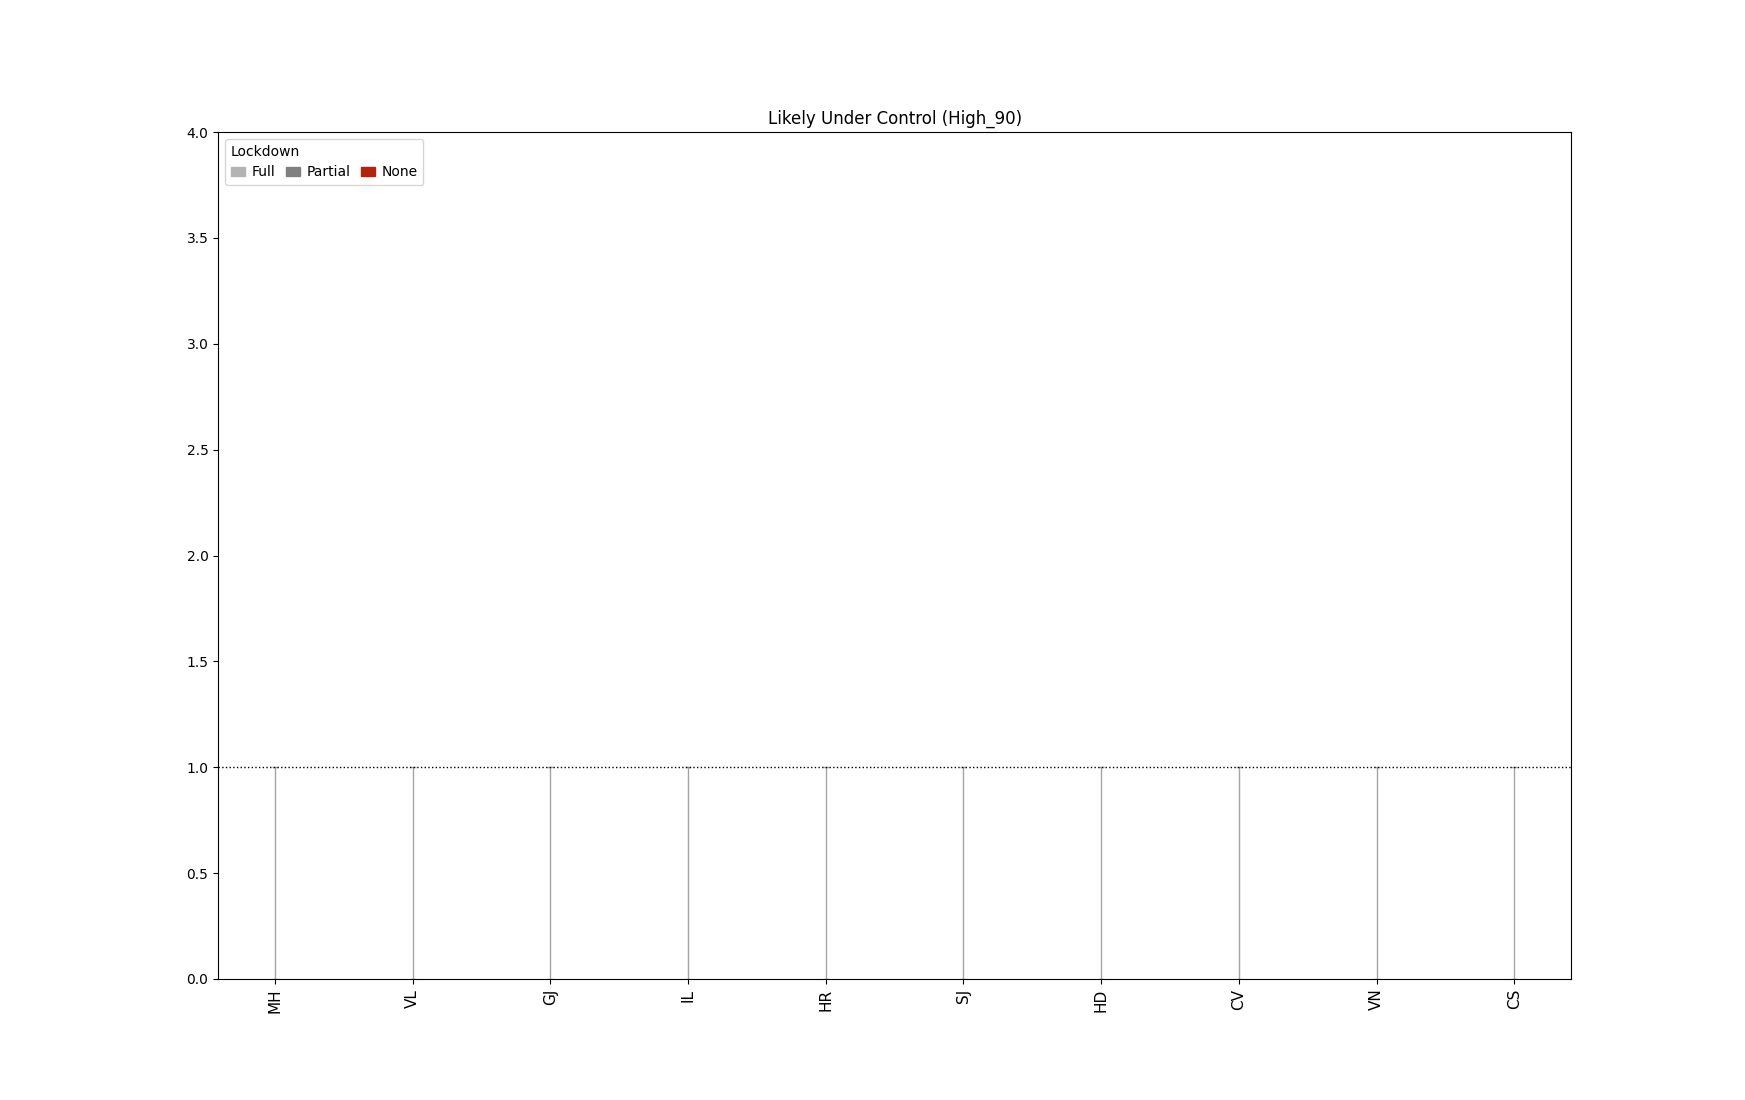 Likely Under Control (High_90)
Lockdown
Full Partial None
4.0
3.5
3.0
2.5
2.0
1.5
1.0
0.5
0.0
MH VL GJ IL HR SJ HD CV VN CS